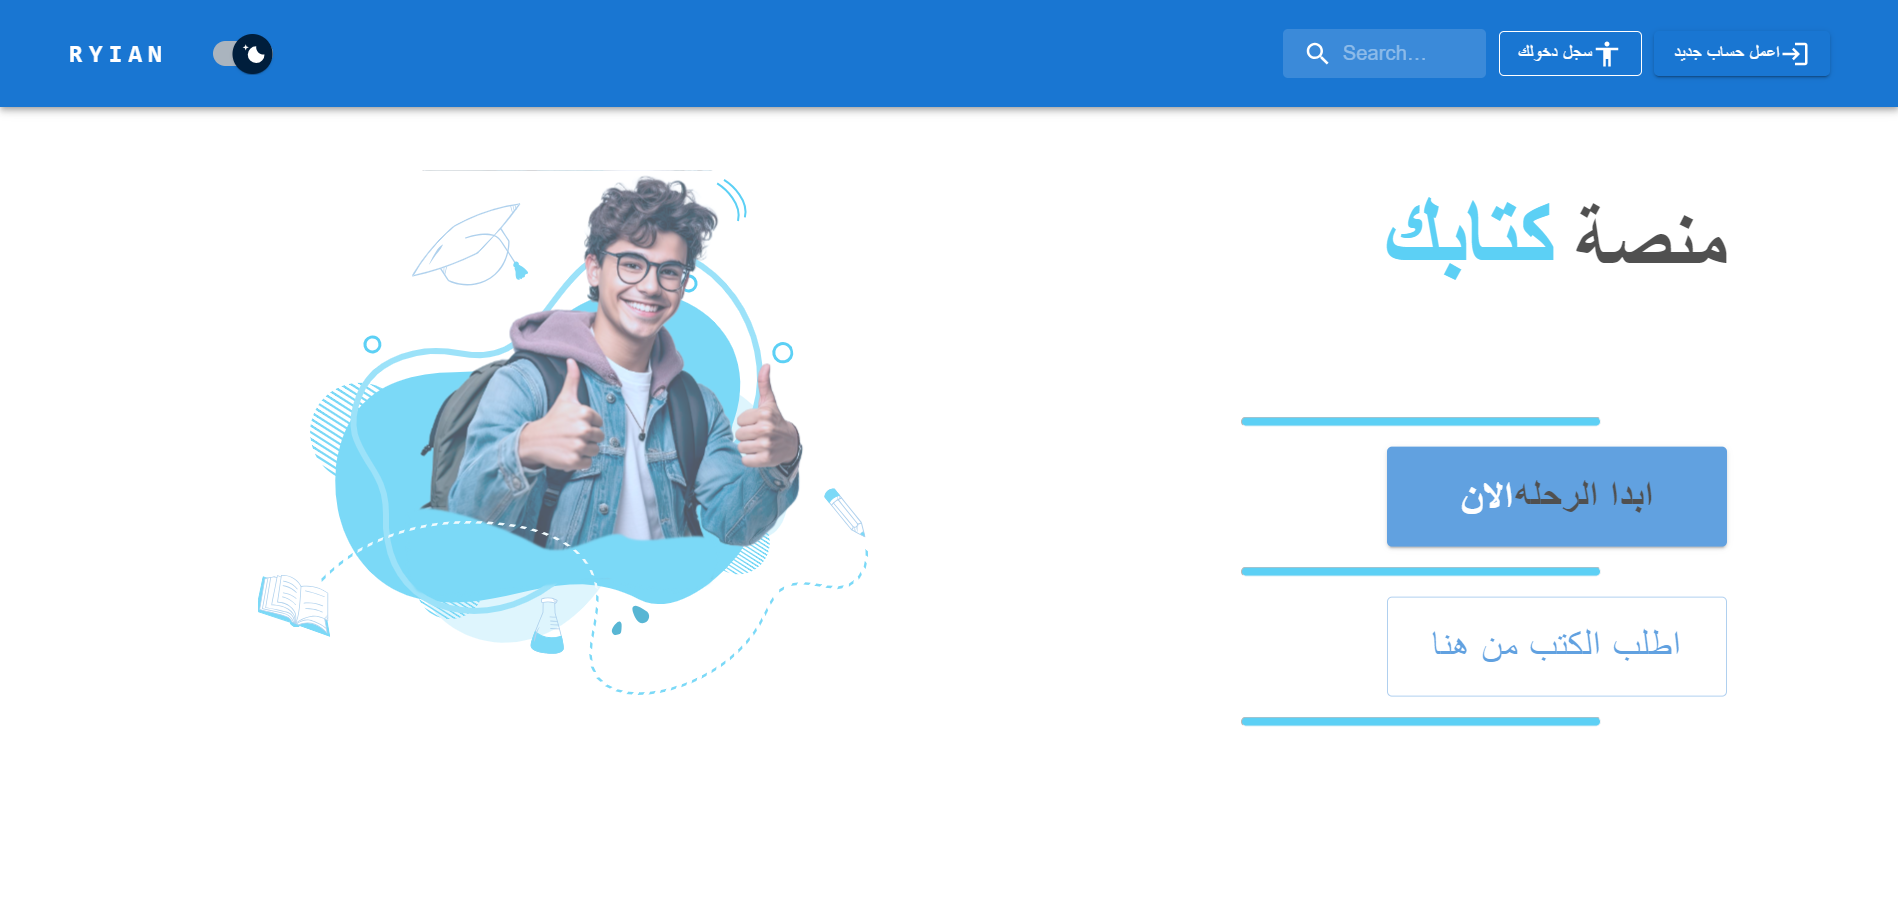 RYIAN
Search...
سجل دخولك
اعمل حساب جديد
منصة كتابك
ابدا الرحله الان
اطلب الكتب من هنا